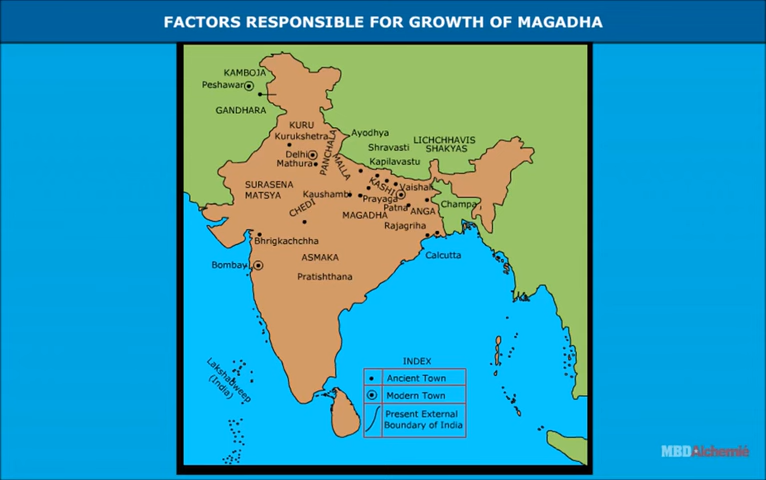 FACTORS RESPONSIBLE FOR GROWTH OF MAGADHA
KAMBOJA
Peshawar
GANDHARA
KURU
Kurukshetra
Ayodhya
LICHCHHAVIS
SHAKYAS
Shravasti
Delhi
Mathura
PANCHALA
MALLA
Kapilavastu
SURASENA
MATSYA
KASHI
Vaishali
Kaushambi
Prayaga
Patna
ANGA
Champa
CHEDI
MAGADHA
Rajagriha
Bhrigkachchha
Calcutta
ASMAKA
Bombay
Pratishthana
Lakshadweep
(India)
INDEX
Ancient Town
Modern Town
Present External
Boundary of India
MBDAlchemie